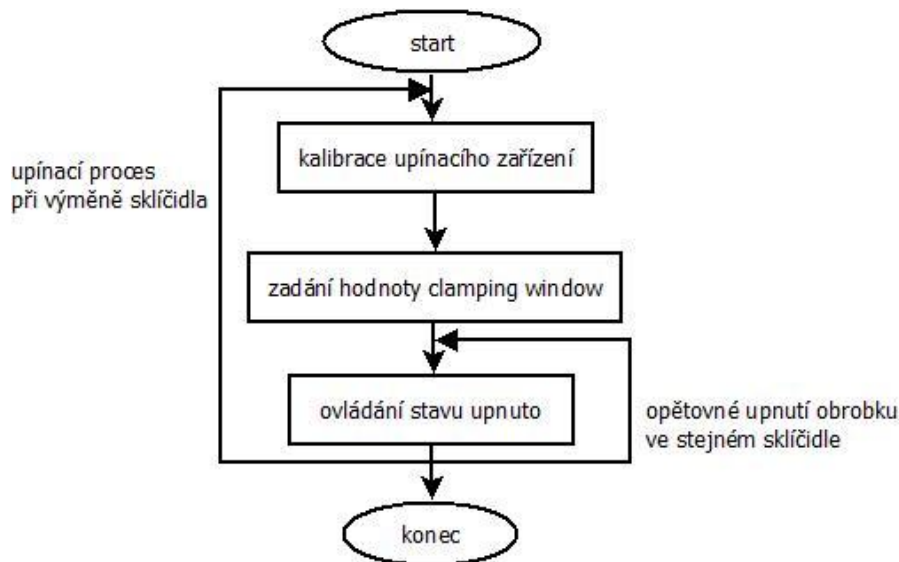 start
kalibrace upínacího zařízení
upínací proces
při výměně sklíčidla
zadání hodnoty clamping window
ovládání stavu upnuto
opětovné upnutí obrobku
ve stejném sklíčidle
konec